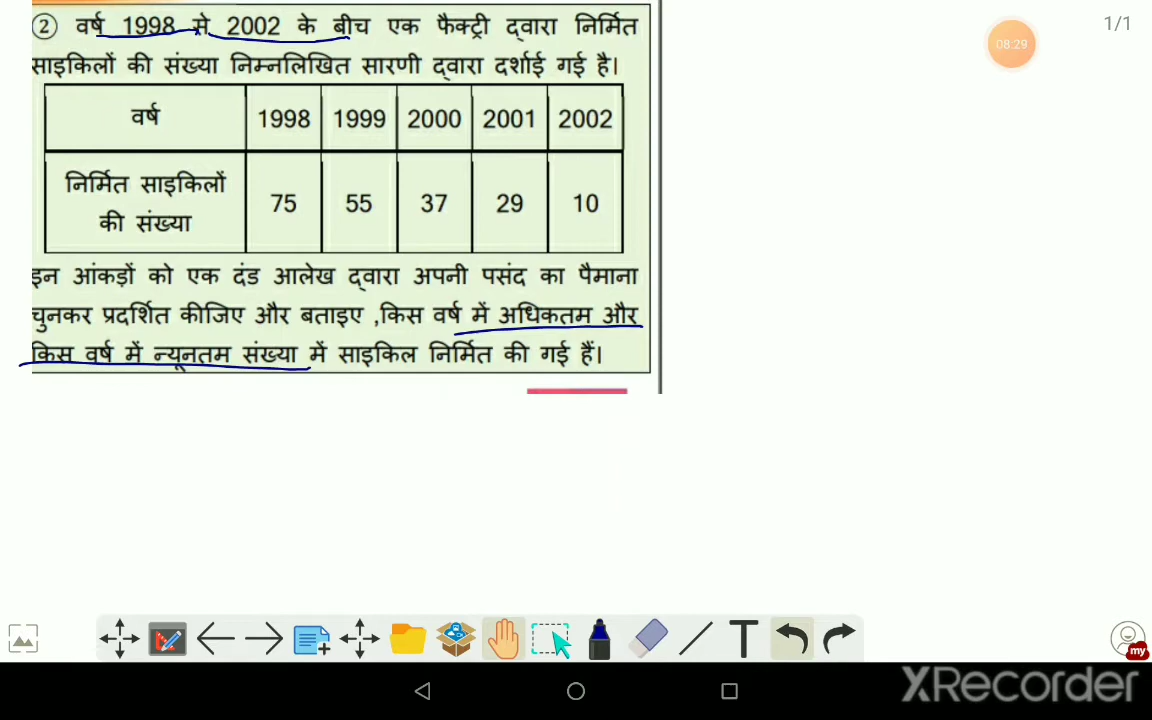 ② वर्ष 1998 से 2002 के बीच एक फैक्ट्री द्वारा निर्मित
साइकिलों की संख्या निम्नलिखित सारणी द्वारा दर्शाई गई है।
वर्ष 1998 1999 2000 2001 2002
निर्मित साइकिलों
की संख्या 75 55 37 29 10
इन आंकड़ों को एक दंड आलेख द्वारा अपनी पसंद का पैमाना
चुनकर प्रदर्शित कीजिए और बताइए ,किस वर्ष में अधिकतम और
किस वर्ष में न्यूनतम संख्या में साइकिल निर्मित की गई हैं।
08:29
1/1
T
my
XRecorder